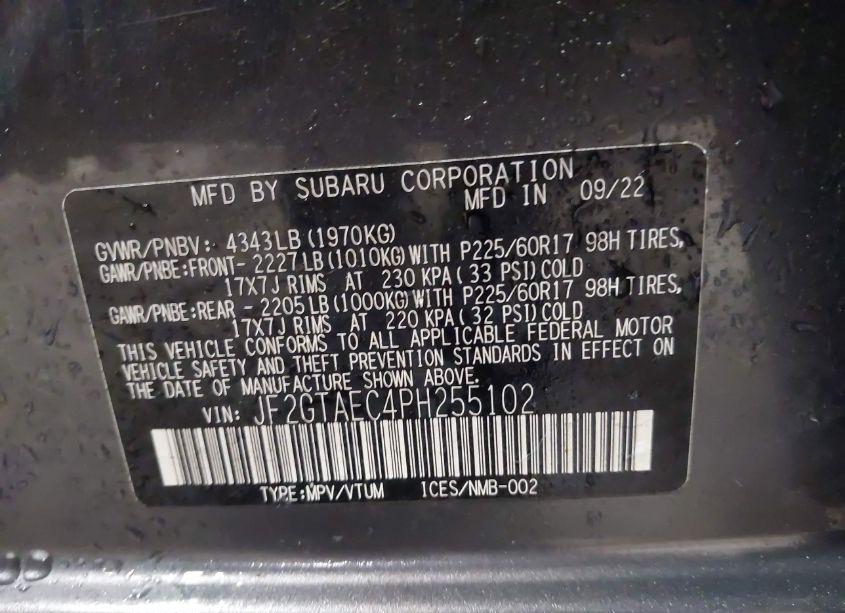 MFD BY SUBARU CORPORATION
MFD IN 09/22
GVWR/PNBV: 4343LB (1970KG)
GAWR/PNBE:FRONT- 2227LB (1010KG) WITH P225/60R17 98H TIRES,
17X7J RIMS AT 230 KPA ( 33 PSI) COLD
GAWR/PNBE:REAR - 2205LB (1000KG) WITH P225/60R17 98H TIRES,
17X7J RIMS AT 220 KPA ( 32 PSI) COLD
THIS VEHICLE CONFORMS TO ALL APPLICABLE FEDERAL MOTOR
VEHICLE SAFETY AND THEFT PREVENTION STANDARDS IN EFFECT ON
THE DATE OF MANUFACTURE SHOWN ABOVE.
VIN: JF2GTAEC4PH255102
TYPE:MPV/VTUM ICES/NMB-002